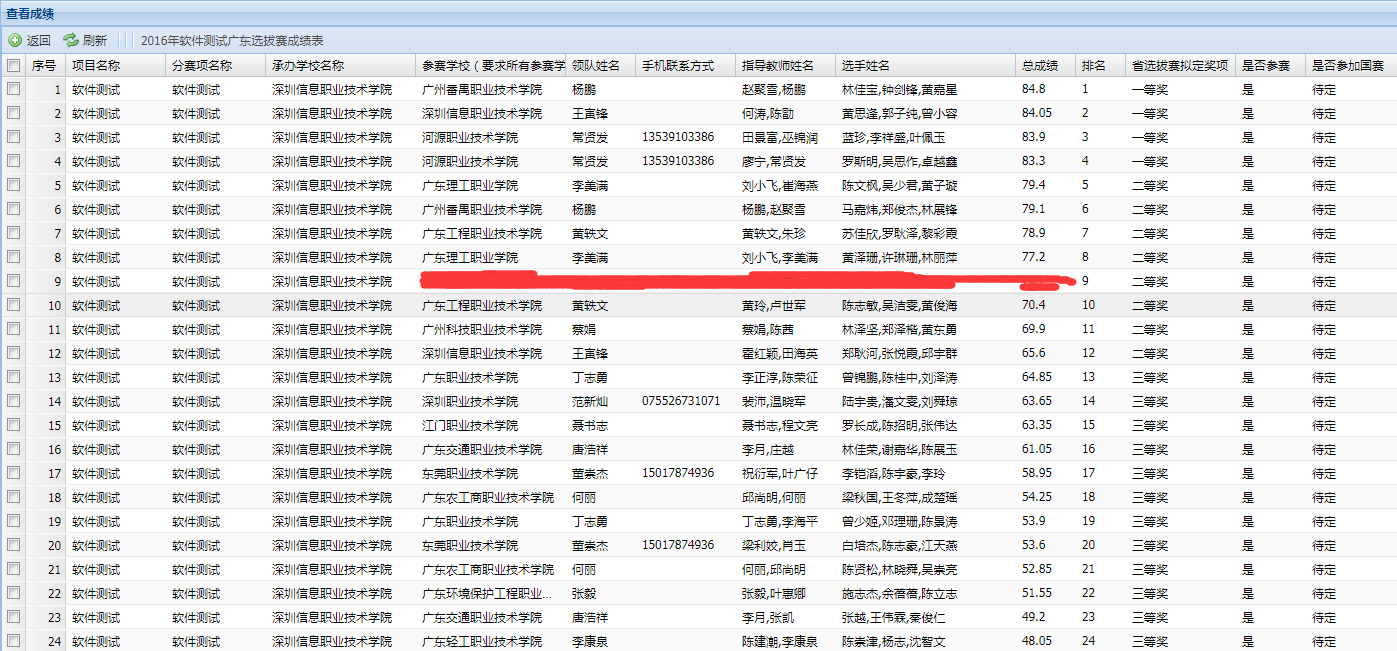 查看成绩
返回 刷新 2016年软件测试广东选拔赛成绩表
序号 项目名称 分赛项名称 承办学校名称 参赛学校（要求所有参赛学 领队姓名 手机联系方式 指导教师姓名 选手姓名 总成绩 排名 省选拔赛拟定奖项 是否参赛 是否参加国赛
1 软件测试 软件测试 深圳信息职业技术学院 广州番禺职业技术学院 杨鹏 赵聚雪,杨鹏 林佳宝,钟剑锋,黄嘉星 84.8 1 一等奖 是 待定
2 软件测试 软件测试 深圳信息职业技术学院 深圳信息职业技术学院 王寅锋 何涛,陈勋 黄思逢,郭子纯,曾小容 84.05 2 一等奖 是 待定
3 软件测试 软件测试 深圳信息职业技术学院 河源职业技术学院 常贤发 13539103386 田景富,巫锦润 蓝珍,李祥盛,叶佩玉 83.9 3 一等奖 是 待定
4 软件测试 软件测试 深圳信息职业技术学院 河源职业技术学院 常贤发 13539103386 廖宁,常贤发 罗斯明,吴思作,卓越鑫 83.3 4 一等奖 是 待定
5 软件测试 软件测试 深圳信息职业技术学院 广东理工职业学院 李美满 刘小飞,崔海燕 陈文枫,吴少君,黄子璇 79.4 5 二等奖 是 待定
6 软件测试 软件测试 深圳信息职业技术学院 广州番禺职业技术学院 杨鹏 杨鹏,赵聚雪 马嘉炜,郑俊杰,林展锋 79.1 6 二等奖 是 待定
7 软件测试 软件测试 深圳信息职业技术学院 广东工程职业技术学院 黄轶文 黄轶文,朱珍 苏佳欣,罗耿泽,黎彩霞 78.9 7 二等奖 是 待定
8 软件测试 软件测试 深圳信息职业技术学院 广东理工职业学院 李美满 刘小飞,李美满 黄泽珊,许琳珊,林丽萍 77.2 8 二等奖 是 待定
9 软件测试 软件测试 深圳信息职业技术学院 9 二等奖 是 待定
10 软件测试 软件测试 深圳信息职业技术学院 广东工程职业技术学院 黄轶文 黄玲,卢世军 陈志敏,吴洁雯,黄俊海 70.4 10 二等奖 是 待定
11 软件测试 软件测试 深圳信息职业技术学院 广州科技职业技术学院 蔡娟 蔡娟,陈茜 林泽坚,郑泽楷,黄东勇 69.9 11 二等奖 是 待定
12 软件测试 软件测试 深圳信息职业技术学院 深圳信息职业技术学院 王寅锋 霍红颖,田海英 郑耿河,张悦霞,邱宇群 65.6 12 二等奖 是 待定
13 软件测试 软件测试 深圳信息职业技术学院 广东职业技术学院 丁志勇 李正淳,陈荣征 曾锦鹏,陈桂中,刘泽涛 64.85 13 三等奖 是 待定
14 软件测试 软件测试 深圳信息职业技术学院 深圳职业技术学院 范新灿 075526731071 裴沛,温晓军 陆宇贵,潘文雯,刘舜琼 63.65 14 三等奖 是 待定
15 软件测试 软件测试 深圳信息职业技术学院 江门职业技术学院 聂书志 聂书志,程文亮 罗长成,陈招明,张伟达 63.35 15 三等奖 是 待定
16 软件测试 软件测试 深圳信息职业技术学院 广东交通职业技术学院 唐浩祥 李月,庄越 林佳荣,谢嘉华,陈展玉 61.05 16 三等奖 是 待定
17 软件测试 软件测试 深圳信息职业技术学院 东莞职业技术学院 董崇杰 15017874936 祝衍军,叶广仔 李铠滔,陈宇豪,李玲 58.95 17 三等奖 是 待定
18 软件测试 软件测试 深圳信息职业技术学院 广东农工商职业技术学院 何丽 邱尚明,何丽 梁秋国,王冬萍,成楚瑶 54.25 18 三等奖 是 待定
19 软件测试 软件测试 深圳信息职业技术学院 广东职业技术学院 丁志勇 丁志勇,李海平 曾少姬,邓理珊,陈景涛 53.9 19 三等奖 是 待定
20 软件测试 软件测试 深圳信息职业技术学院 东莞职业技术学院 董崇杰 15017874936 梁利姣,肖玉 白培杰,陈志豪,江天燕 53.6 20 三等奖 是 待定
21 软件测试 软件测试 深圳信息职业技术学院 广东农工商职业技术学院 何丽 何丽,邱尚明 陈贤松,林晓舜,吴崇亮 52.85 21 三等奖 是 待定
22 软件测试 软件测试 深圳信息职业技术学院 广东环境保护工程职业... 张毅 张毅,叶惠卿 施志杰,余蓓蓓,陈立志 51.55 22 三等奖 是 待定
23 软件测试 软件测试 深圳信息职业技术学院 广东交通职业技术学院 唐浩祥 李月,张凯 张越,王伟霖,秦俊仁 49.2 23 三等奖 是 待定
24 软件测试 软件测试 深圳信息职业技术学院 广东轻工职业技术学院 李康泉 陈建潮,李康泉 陈崇津,杨志,沈智文 48.05 24 三等奖 是 待定